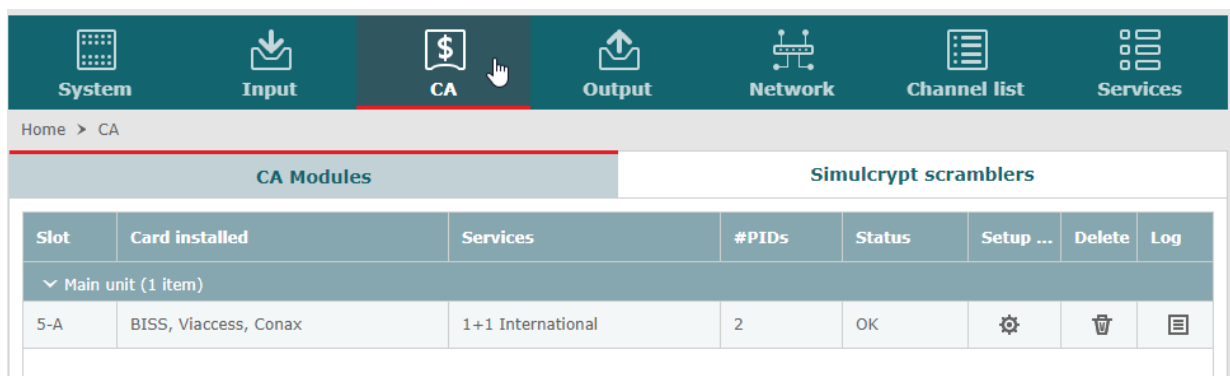 System Input CA Output Network Channel list Services
Home > CA
CA Modules Simulcrypt scramblers
Slot Card installed Services #PIDs Status Setup ... Delete Log
Main unit (1 item)
5-A BISS, Viaccess, Conax 1+1 International 2 OK